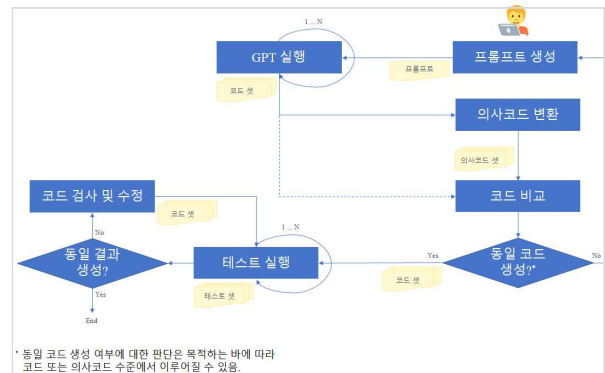 1 ... N
GPT 실행
프롬프트
프롬프트 생성
코드 셋
의사코드 변환
의사코드 셋
코드 검사 및 수정
코드 비교
코드 셋
No
1 ... N
동일 결과
생성?
테스트 실행
Yes
동일 코드
생성?*
No
코드 셋
테스트 셋
Yes
End
* 동일 코드 생성 여부에 대한 판단은 목적하는 바에 따라
코드 또는 의사코드 수준에서 이루어질 수 있음.